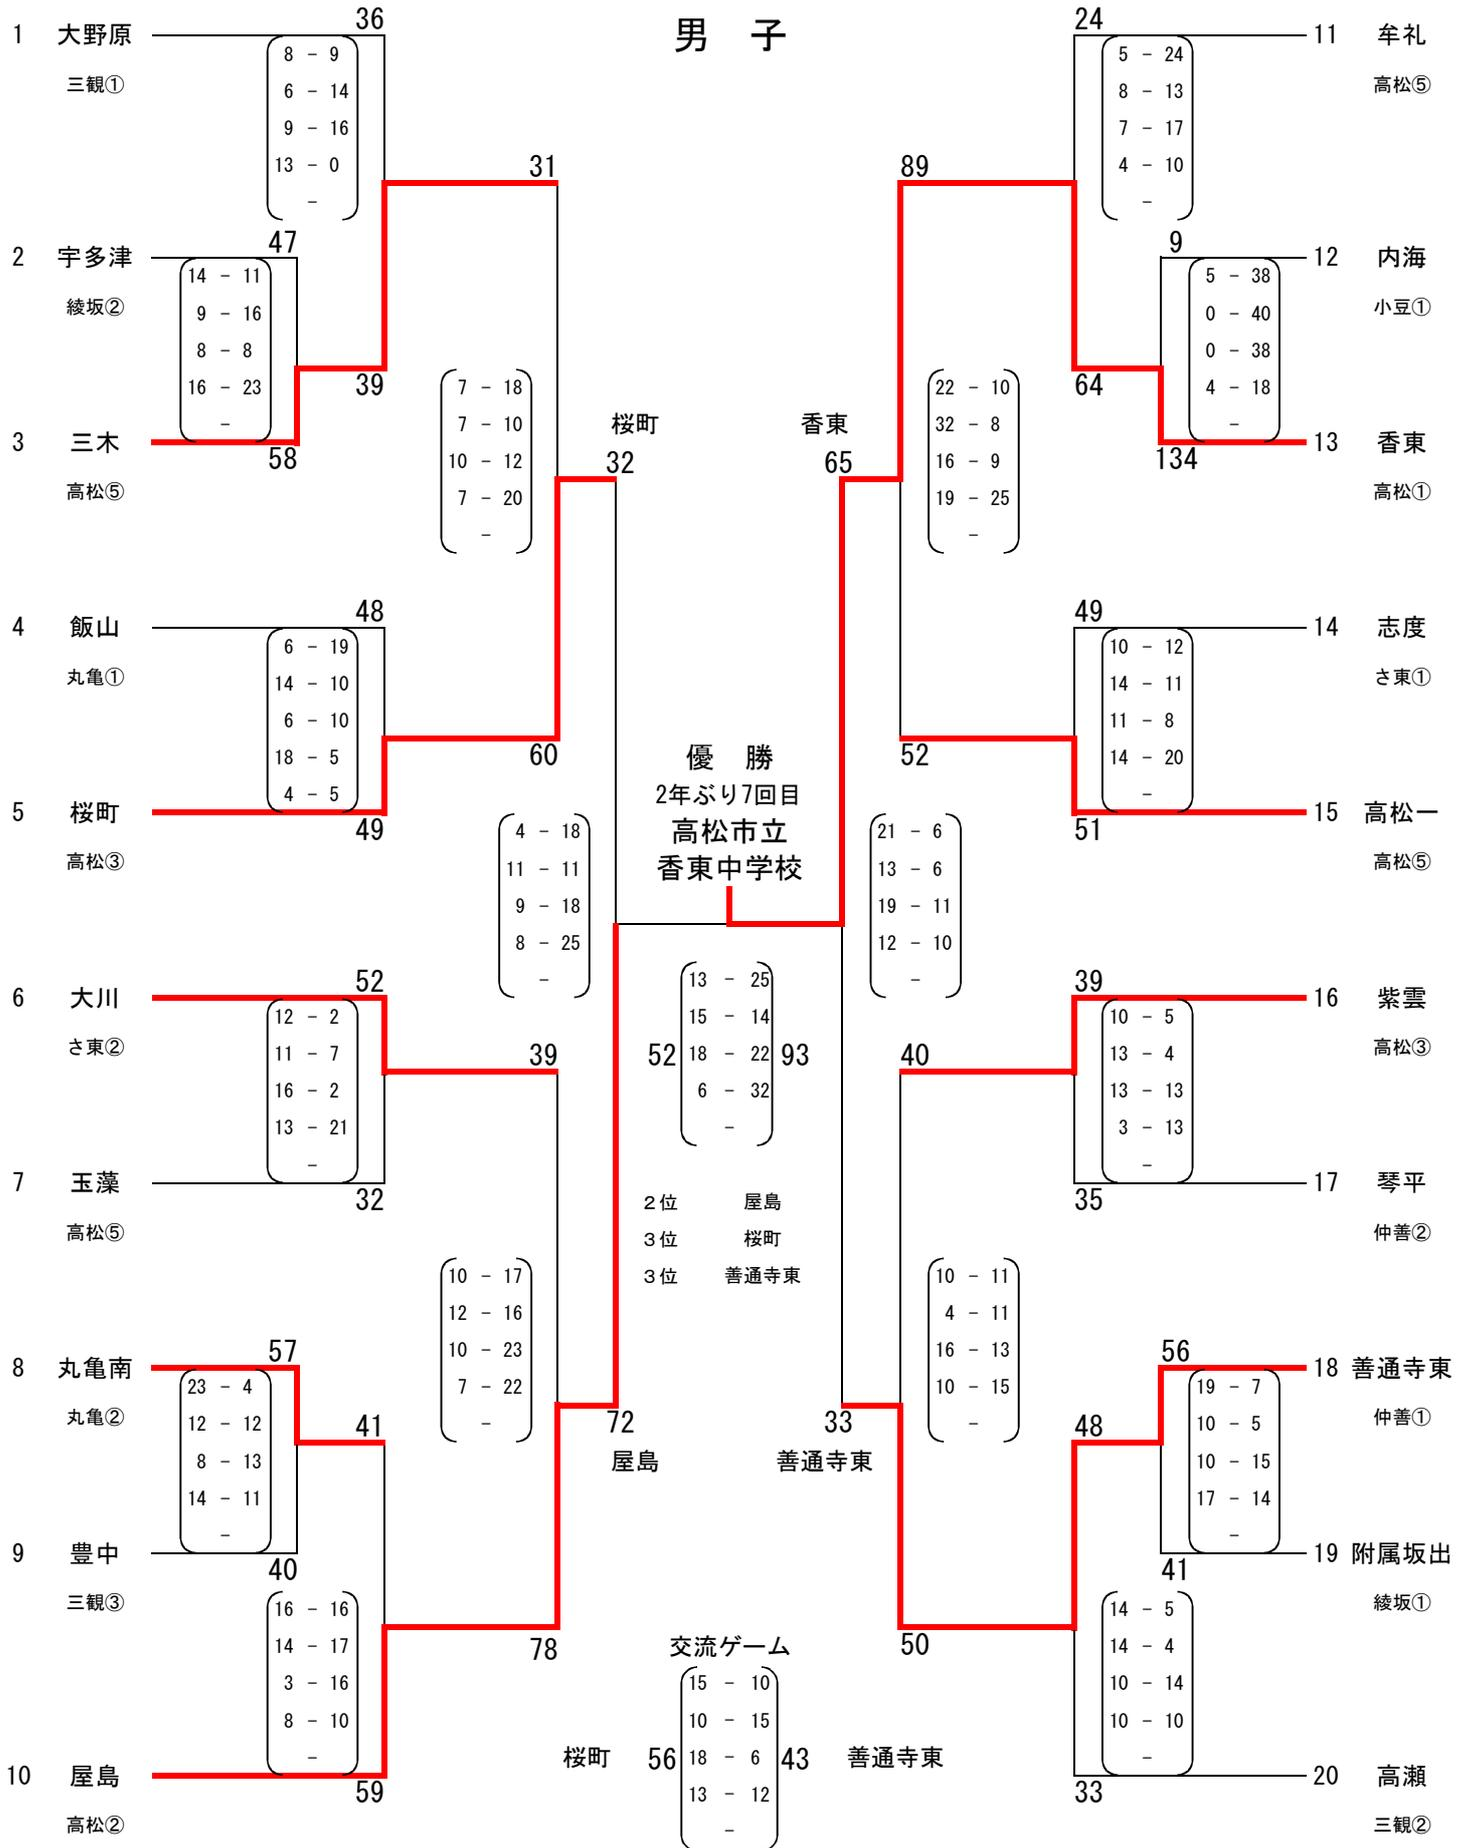 男 子
1 大野原
三観①
36
8 - 9
6 - 14
9 - 16
13 - 0
-
2 宇多津
綾坂②
47
14 - 11
9 - 16
8 - 8
16 - 23
-
3 三木
高松⑤
58
39
31
7 - 18
7 - 10
10 - 12
7 - 20
-
4 飯山
丸亀①
48
6 - 19
14 - 10
6 - 10
18 - 5
4 - 5
5 桜町
高松③
49
60
桜町
32
4 - 18
11 - 11
9 - 18
8 - 25
-
6 大川
さ東②
52
12 - 2
11 - 7
16 - 2
13 - 21
-
7 玉藻
高松⑤
32
39
10 - 17
12 - 16
10 - 23
7 - 22
-
8 丸亀南
丸亀②
57
23 - 4
12 - 12
8 - 13
14 - 11
-
9 豊中
三観③
40
41
16 - 16
14 - 17
3 - 16
8 - 10
-
10 屋島
高松②
59
78
72
屋島
優 勝
2年ぶり7回目
高松市立
香東中学校
13 - 25
15 - 14
52 18 - 22 93
6 - 32
-
2位 屋島
3位 桜町
3位 善通寺東
交流ゲーム
15 - 10
10 - 15
桜町 56 18 - 6 43 善通寺東
13 - 12
-
24
11 牟礼
高松⑤
5 - 24
8 - 13
7 - 17
4 - 10
-
9
12 内海
小豆①
5 - 38
0 - 40
0 - 38
4 - 18
-
13 香東
高松①
134
64
89
22 - 10
32 - 8
16 - 9
19 - 25
-
香東
65
49
14 志度
さ東①
10 - 12
14 - 11
11 - 8
14 - 20
-
15 高松一
高松⑤
51
52
21 - 6
13 - 6
19 - 11
12 - 10
-
39
16 紫雲
高松③
10 - 5
13 - 4
13 - 13
3 - 13
-
17 琴平
仲善②
35
40
10 - 11
4 - 11
16 - 13
10 - 15
-
33
善通寺東
56
18 善通寺東
仲善①
19 - 7
10 - 5
10 - 15
17 - 14
-
19 附属坂出
綾坂①
41
48
50
14 - 5
14 - 4
10 - 14
10 - 10
-
20 高瀬
三観②
33